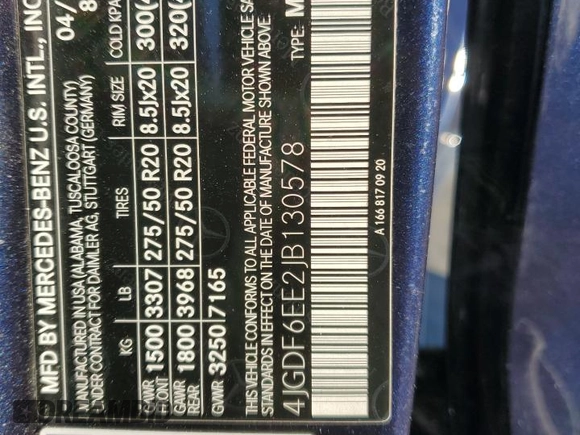 MFD BY MERCEDES-BENZ U.S. INTL., INC
04/
MANUFACTURED IN USA (ALABAMA, TUSCALOOSA COUNTY)
UNDER CONTRACT FOR DAIMLER AG, STUTTGART (GERMANY)
KG LB TIRES RIM SIZE COLD KPA
GAWR FRONT 1500 3307 275/50 R20 8.5Jx20 300(
GAWR REAR 1800 3968 275/50 R20 8.5Jx20 320(
GVWR 3250 7165
THIS VEHICLE CONFORMS TO ALL APPLICABLE FEDERAL MOTOR VEHICLE SA
IN EFFECT ON THE DATE OF MANUFACTURE SHOWN ABOVE.
4JGDF6EE2JB130578 TYPE: M
A 166 817 09 20
DREAMBID